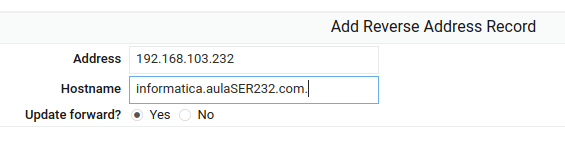 Add Reverse Address Record
Address 192.168.103.232
Hostname informatica.aulaSER232.com.
Update forward? Yes No